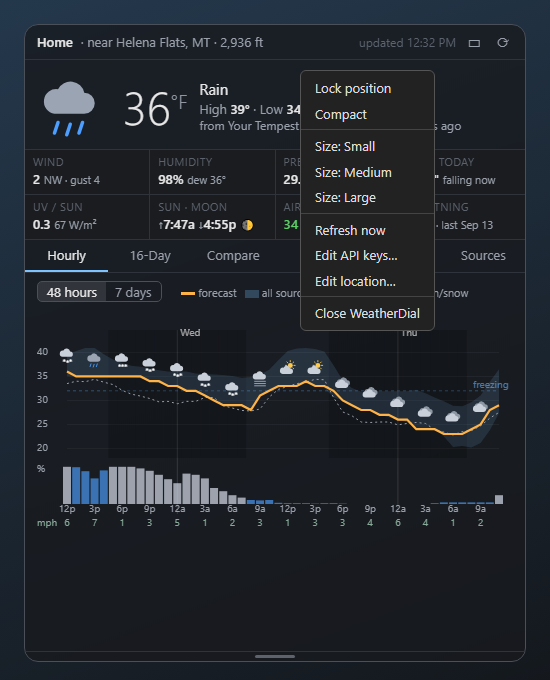 Home · near Helena Flats, MT · 2,936 ft
updated 12:32 PM
36°F
Rain
High 39° · Low 34
from Your Tempest
s ago
Lock position
Compact
Size: Small
Size: Medium
Size: Large
Refresh now
Edit API keys...
Edit location...
Close WeatherDial
WIND
2 NW · gust 4
HUMIDITY
98% dew 36°
PRE
29.
TODAY
" falling now
UV / SUN
0.3 67 W/m²
SUN · MOON
↑7:47a ↓4:55p
AIR
34
TNING
· last Sep 13
Hourly
16-Day
Compare
Sources
48 hours
7 days
forecast
all sourc
n/snow
Wed
Thu
40
35
30
25
20
freezing
%
12p 3p 6p 9p 12a 3a 6a 9a 12p 3p 6p 9p 12a 3a 6a 9a
mph 6 7 1 3 5 1 2 3 1 3 3 4 6 4 1 2